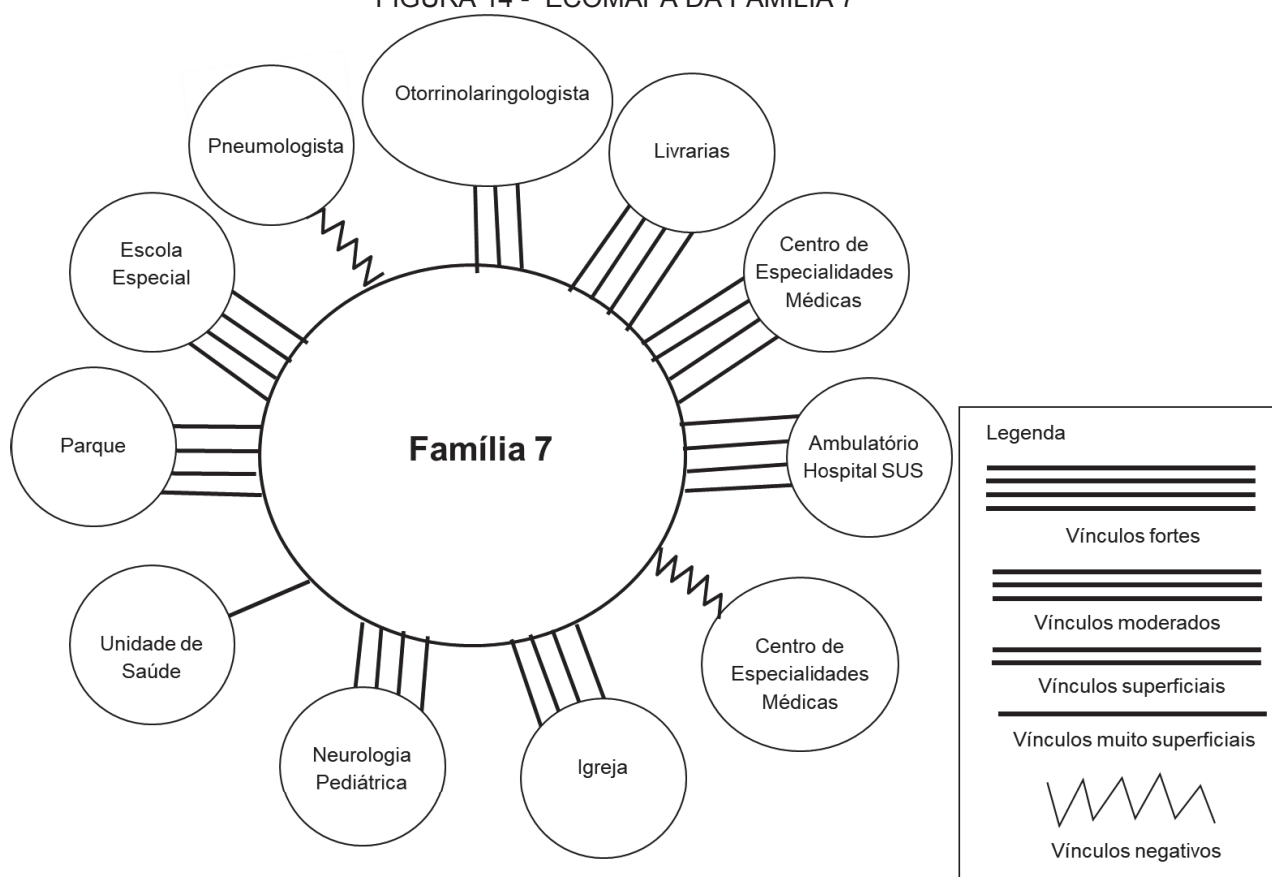 FIGURA 14 - ECOMAPA DA FAMÍLIA 7
Otorrinolaringologista
Pneumologista
Livrarias
Escola
Especial
Centro de
Especialidades
Médicas
Parque
Família 7
Ambulatório
Hospital SUS
Unidade de
Saúde
Centro de
Especialidades
Médicas
Neurologia
Pediátrica
Igreja
Legenda
Vínculos fortes
Vínculos moderados
Vínculos superficiais
Vínculos muito superficiais
Vínculos negativos